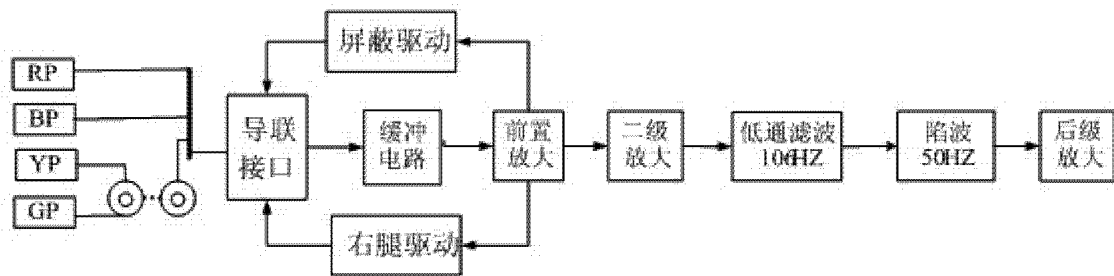 RP
BP
YP
GP
导联
接口
屏蔽驱动
右腿驱动
缓冲
电路
前置
放大
二级
放大
低通滤波
106HZ
陷波
50HZ
后级
放大